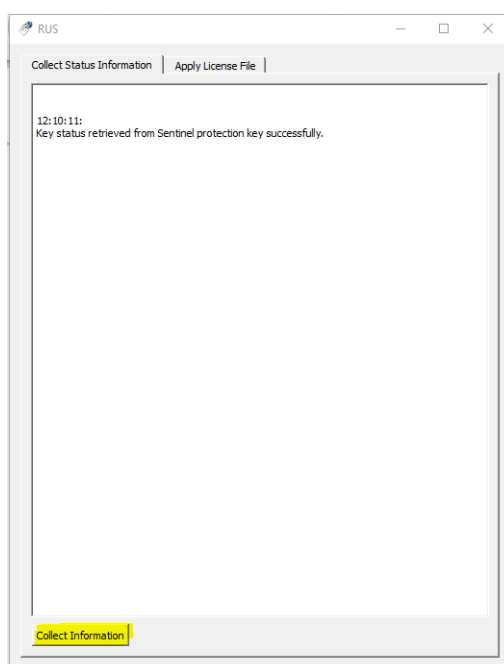 RUS
Collect Status Information
Apply License File
12:10:11:
Key status retrieved from Sentinel protection key successfully.
Collect Information